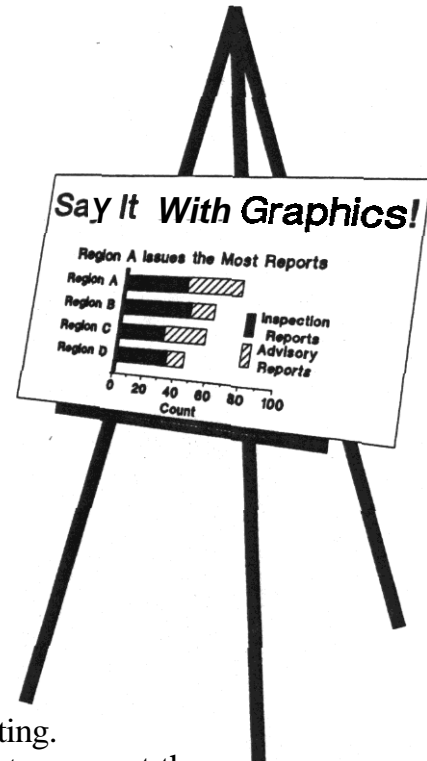 Say It With Graphics!
Region A Issues the Most Reports
Region A
Region B
Region C
Region D
Inspection
Reports
Advisory
Reports
0 20 40 60 80 100
Count
ting.